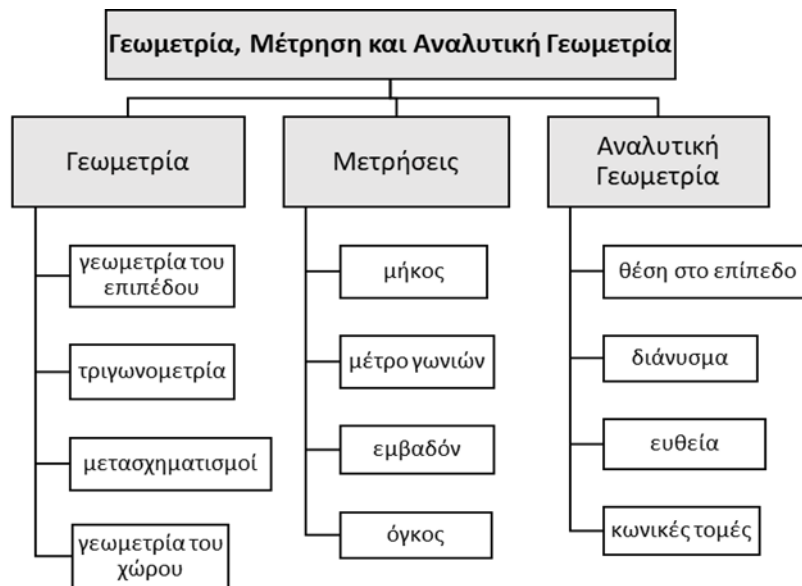 Γεωμετρία, Μέτρηση και Αναλυτική Γεωμετρία
Γεωμετρία
γεωμετρία του
επιπέδου
τριγωνομετρία
μετασχηματισμοί
γεωμετρία του
χώρου
Μετρήσεις
μήκος
μέτρο γωνιών
εμβαδόν
όγκος
Αναλυτική
Γεωμετρία
θέση στο επίπεδο
διάνυσμα
ευθεία
κωνικές τομές